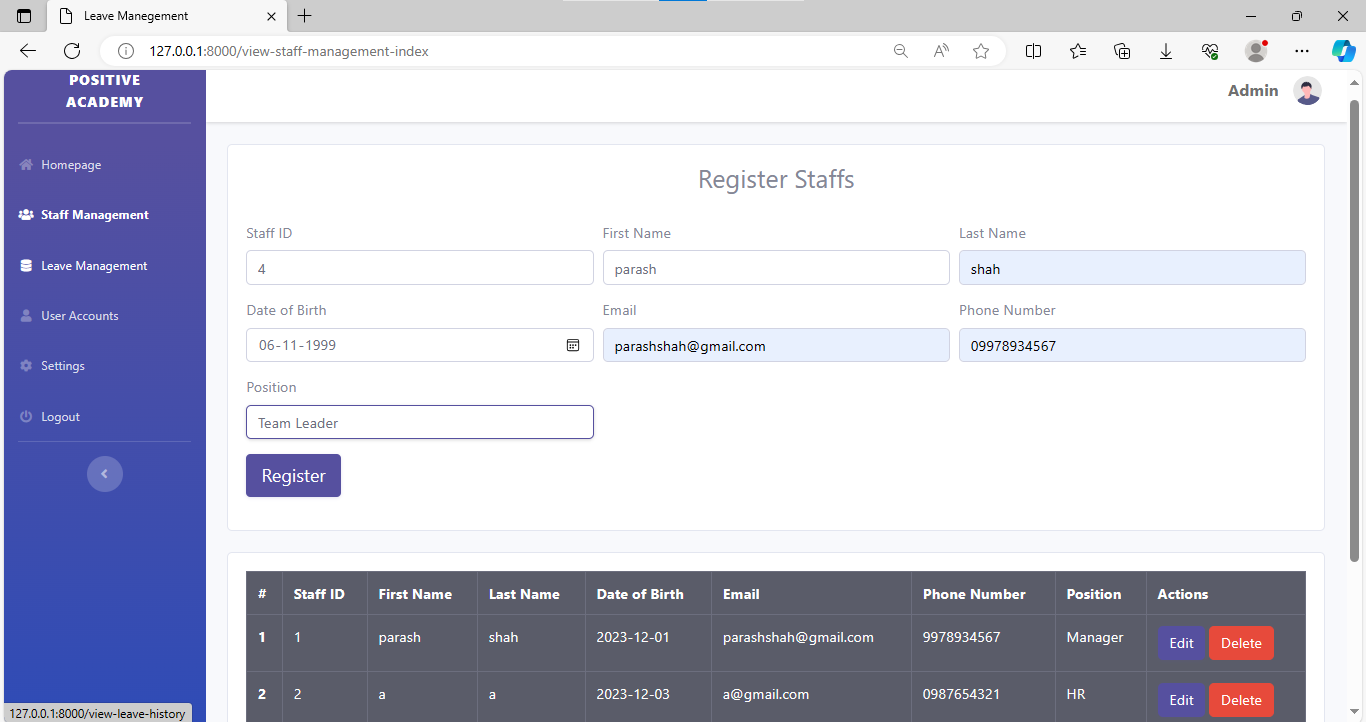 Leave Manegement
127.0.0.1:8000/view-staff-management-index
POSITIVE
ACADEMY
Admin
Homepage
Staff Management
Leave Management
User Accounts
Settings
Logout
Register Staffs
Staff ID First Name Last Name
4 parash shah
Date of Birth Email Phone Number
06-11-1999 parashshah@gmail.com 09978934567
Position
Team Leader
Register
# Staff ID First Name Last Name Date of Birth Email Phone Number Position Actions
1 1 parash shah 2023-12-01 parashshah@gmail.com 9978934567 Manager Edit Delete
2 2 a a 2023-12-03 a@gmail.com 0987654321 HR Edit Delete
127.0.0.1:8000/view-leave-history